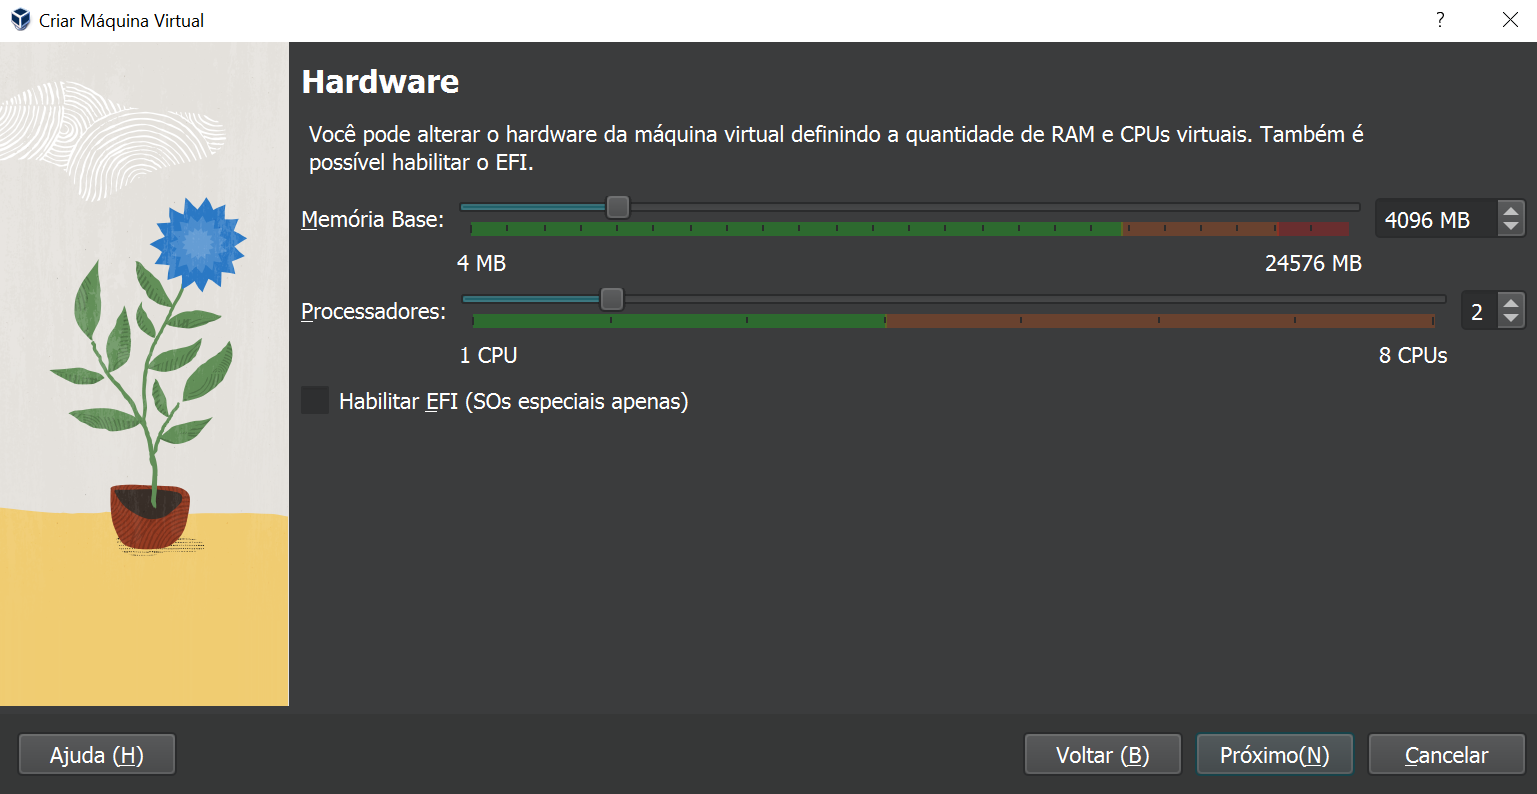 Criar Máquina Virtual
?
Hardware
Você pode alterar o hardware da máquina virtual definindo a quantidade de RAM e CPUs virtuais. Também é
possível habilitar o EFI.
Memória Base:
4096 MB
4 MB
24576 MB
Processadores:
2
1 CPU
8 CPUs
Habilitar EFI (SOs especiais apenas)
Ajuda (H)
Voltar (B)
Próximo(N)
Cancelar